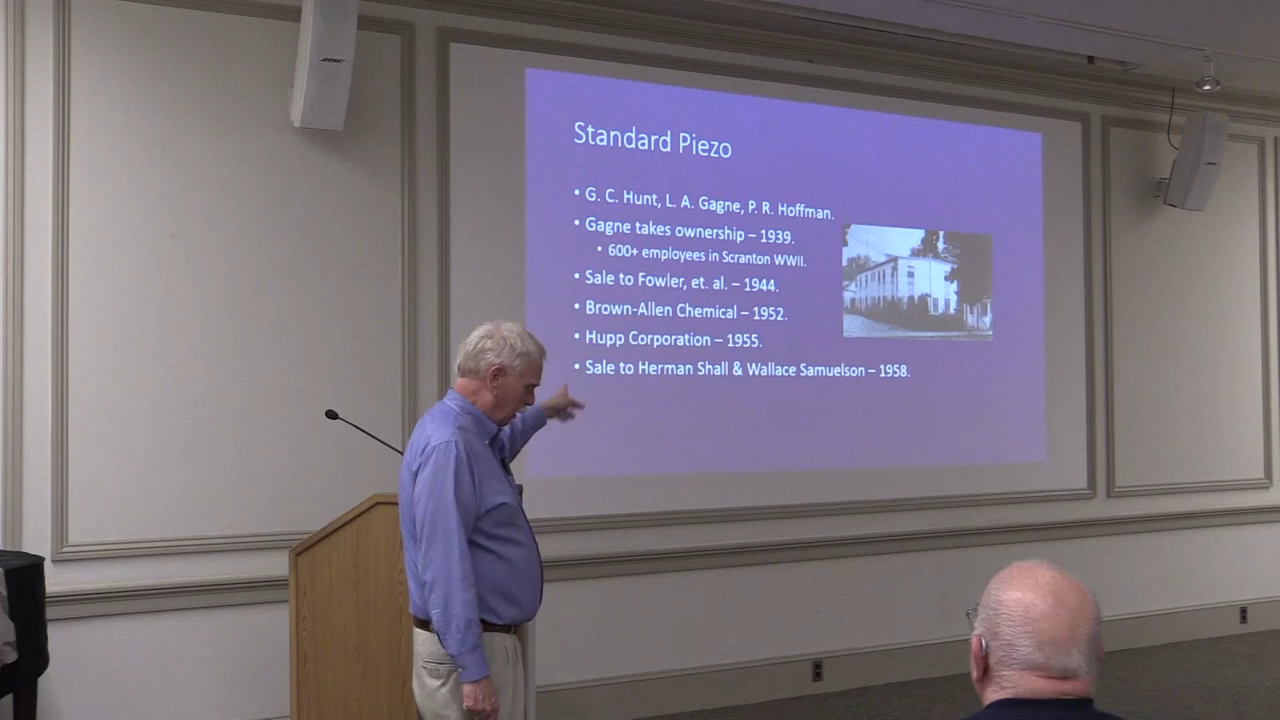 BOSE
Standard Piezo
• G. C. Hunt, L. A. Gagne, P. R. Hoffman.
• Gagne takes ownership – 1939.
• 600+ employees in Scranton WWII.
• Sale to Fowler, et. al. – 1944.
• Brown-Allen Chemical – 1952.
• Hupp Corporation – 1955.
• Sale to Herman Shall & Wallace Samuelson – 1958.